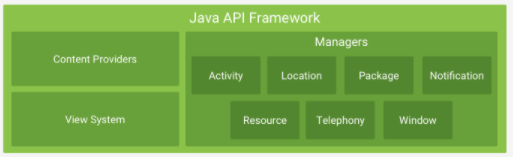 Java API Framework
Content Providers
View System
Managers
Activity Location Package Notification
Resource Telephony Window